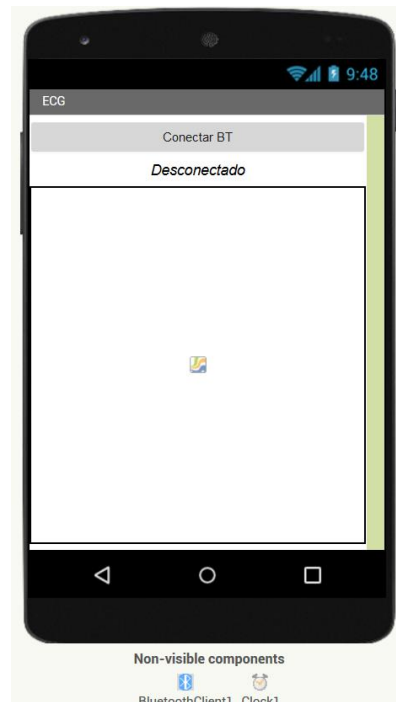 9:48
ECG
Conectar BT
Desconectado
Non-visible components
BluetoothClient1 Clock1